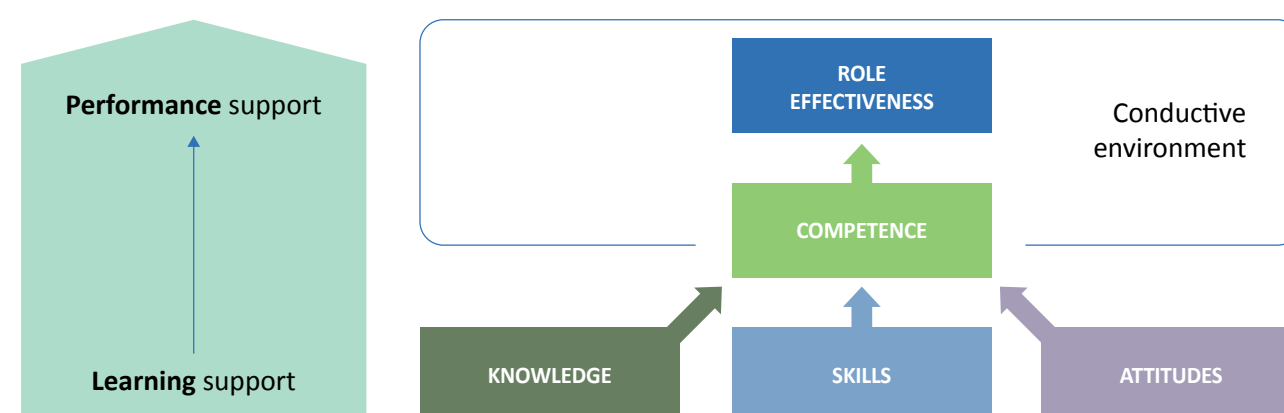 Performance support
Learning support
ROLE
EFFECTIVENESS
Conductive
environment
COMPETENCE
KNOWLEDGE
SKILLS
ATTITUDES